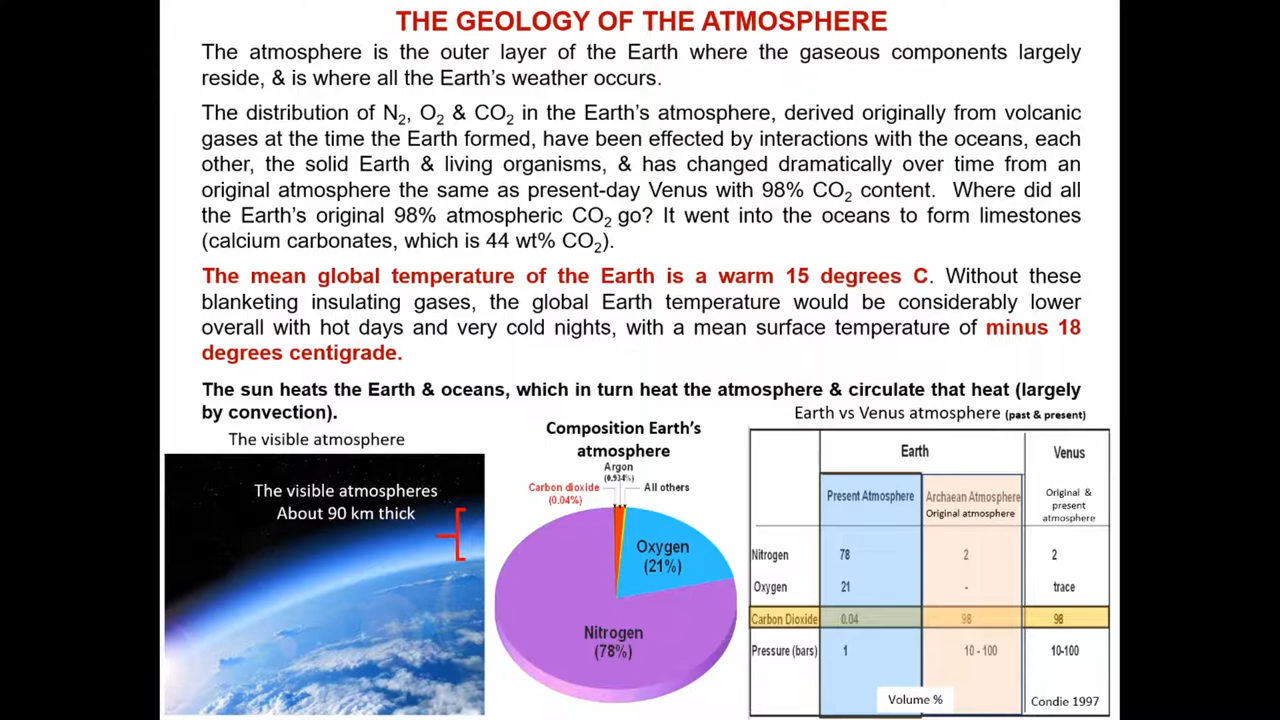 THE GEOLOGY OF THE ATMOSPHERE
The atmosphere is the outer layer of the Earth where the gaseous components largely
reside, & is where all the Earth's weather occurs.
The distribution of N₂, O₂ & CO₂ in the Earth's atmosphere, derived originally from volcanic
gases at the time the Earth formed, have been effected by interactions with the oceans, each
other, the solid Earth & living organisms, & has changed dramatically over time from an
original atmosphere the same as present-day Venus with 98% CO₂ content. Where did all
the Earth's original 98% atmospheric CO₂ go? It went into the oceans to form limestones
(calcium carbonates, which is 44 wt% CO₂).
The mean global temperature of the Earth is a warm 15 degrees C. Without these
blanketing insulating gases, the global Earth temperature would be considerably lower
overall with hot days and very cold nights, with a mean surface temperature of minus 18
degrees centigrade.
The sun heats the Earth & oceans, which in turn heat the atmosphere & circulate that heat (largely
by convection).
The visible atmosphere
The visible atmospheres
About 90 km thick
Composition Earth's
atmosphere
Argon
(0.934%)
Carbon dioxide
(0.04%)
All others
Oxygen
(21%)
Nitrogen
(78%)
Earth vs Venus atmosphere (past & present)
Earth
Venus
Present Atmosphere
Archaean Atmosphere
Original atmosphere
Original &
present
atmosphere
Nitrogen 78 2 2
Oxygen 21 - trace
Carbon Dioxide 0.04 98 98
Pressure (bars) 1 10 - 100 10-100
Volume %
Condie 1997